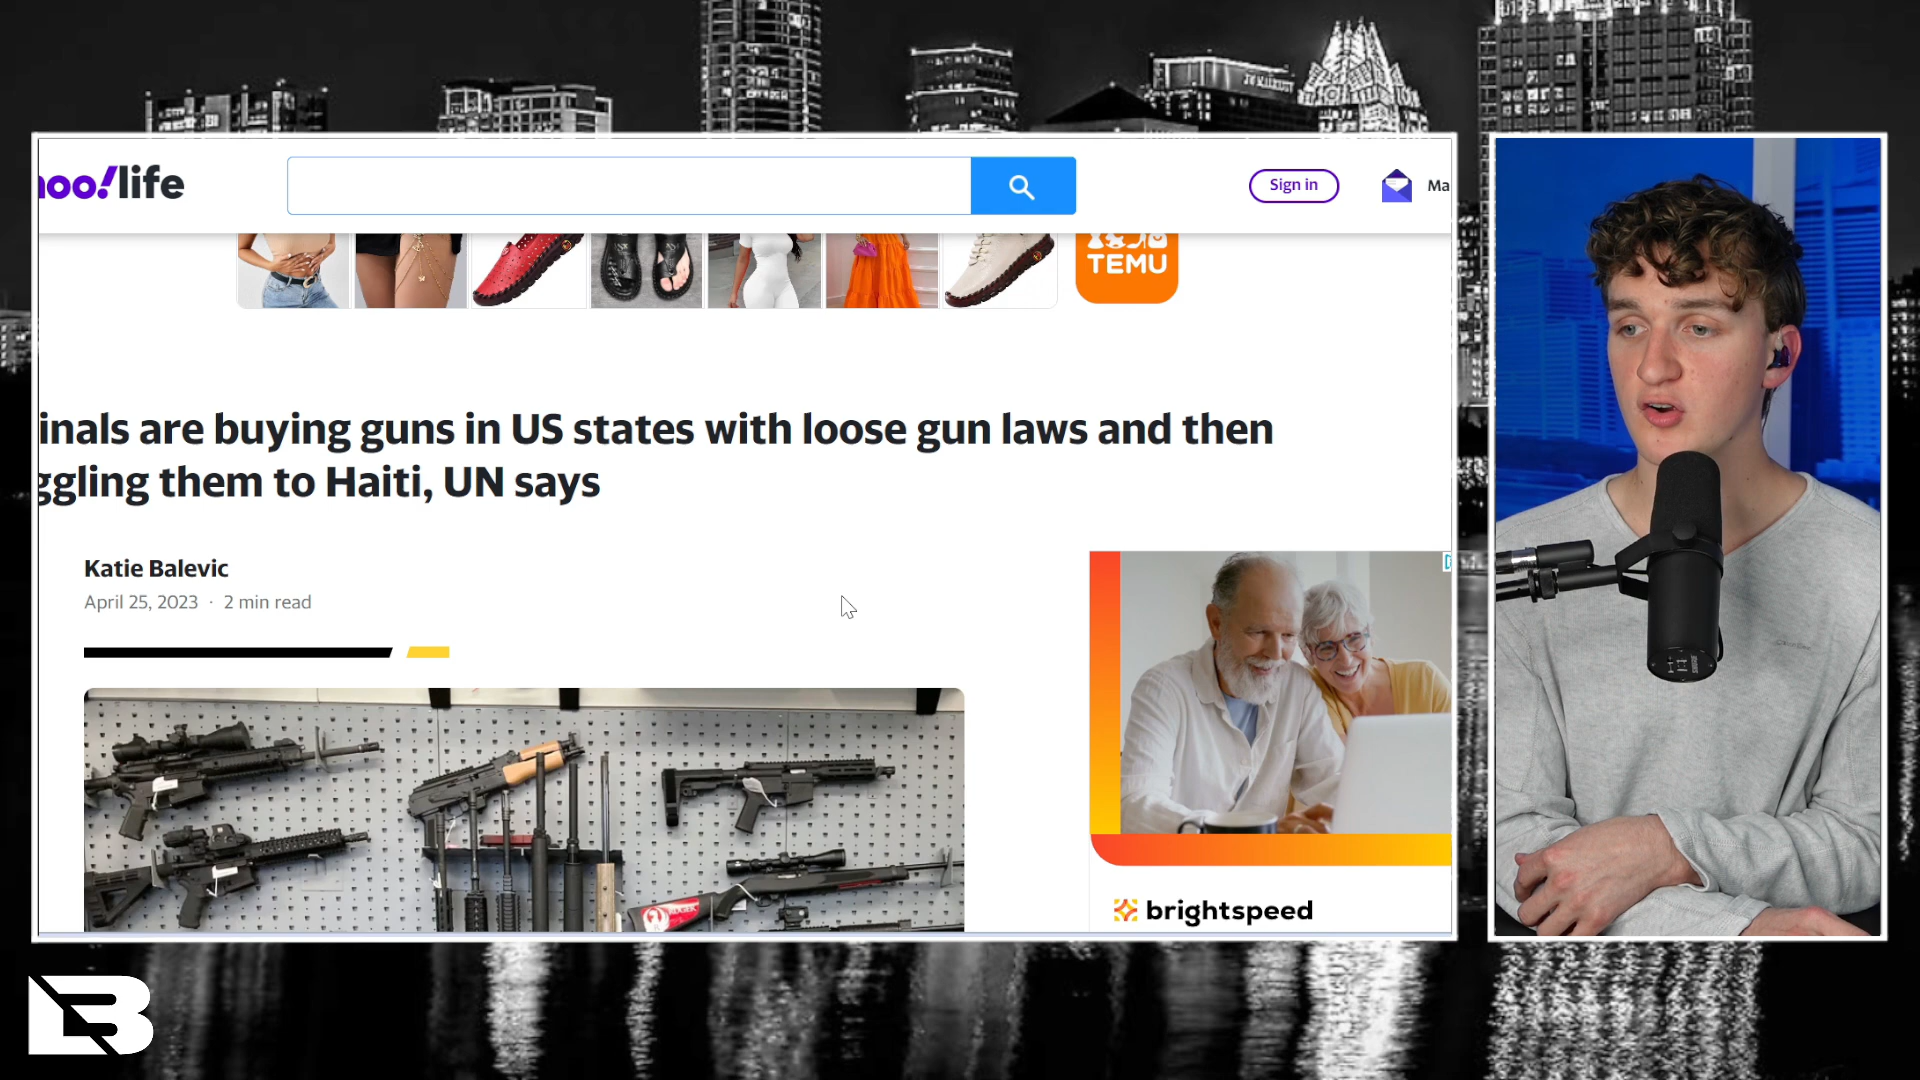 oo!life
Sign in
Ma
TEMU
inals are buying guns in US states with loose gun laws and then
ggling them to Haiti, UN says
Katie Balevic
April 25, 2023 · 2 min read
RUGER
brightspeed
B